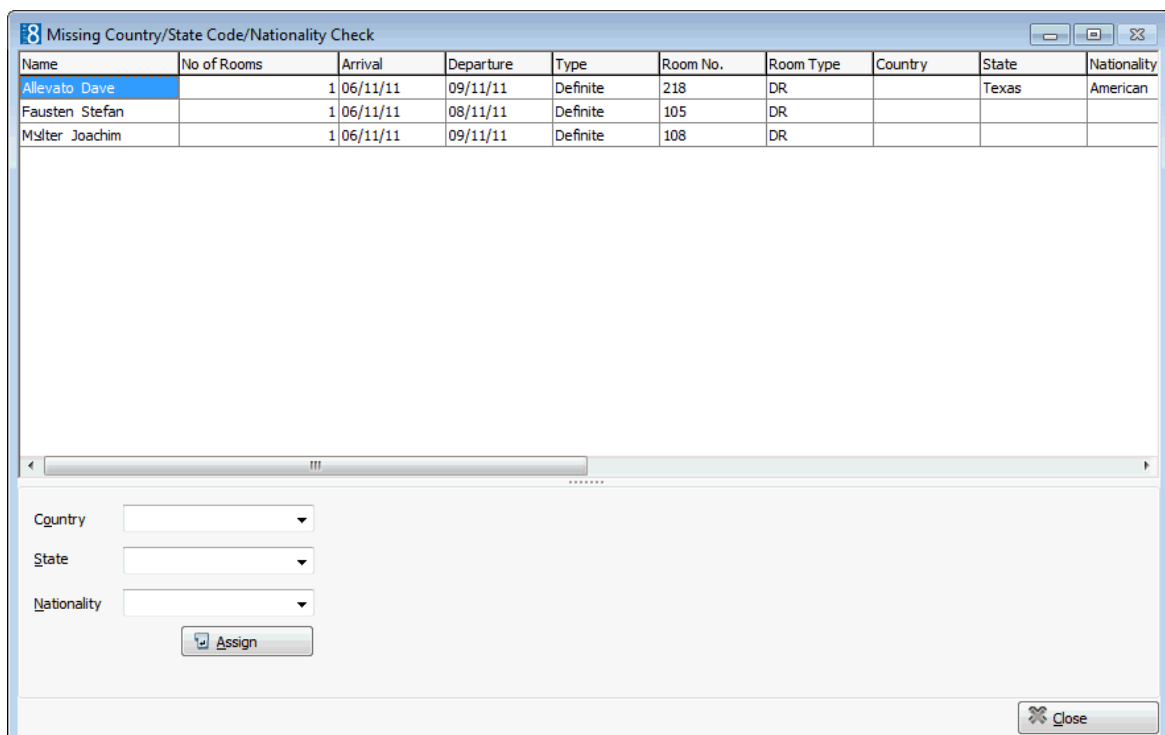 8 Missing Country/State Code/Nationality Check
Name No of Rooms Arrival Departure Type Room No. Room Type Country State Nationality
Allevato Dave 1 06/11/11 09/11/11 Definite 218 DR Texas American
Fausten Stefan 1 06/11/11 08/11/11 Definite 105 DR
Joachim 1 06/11/11 09/11/11 Definite 108 DR
Country
State
Nationality
Assign
Close